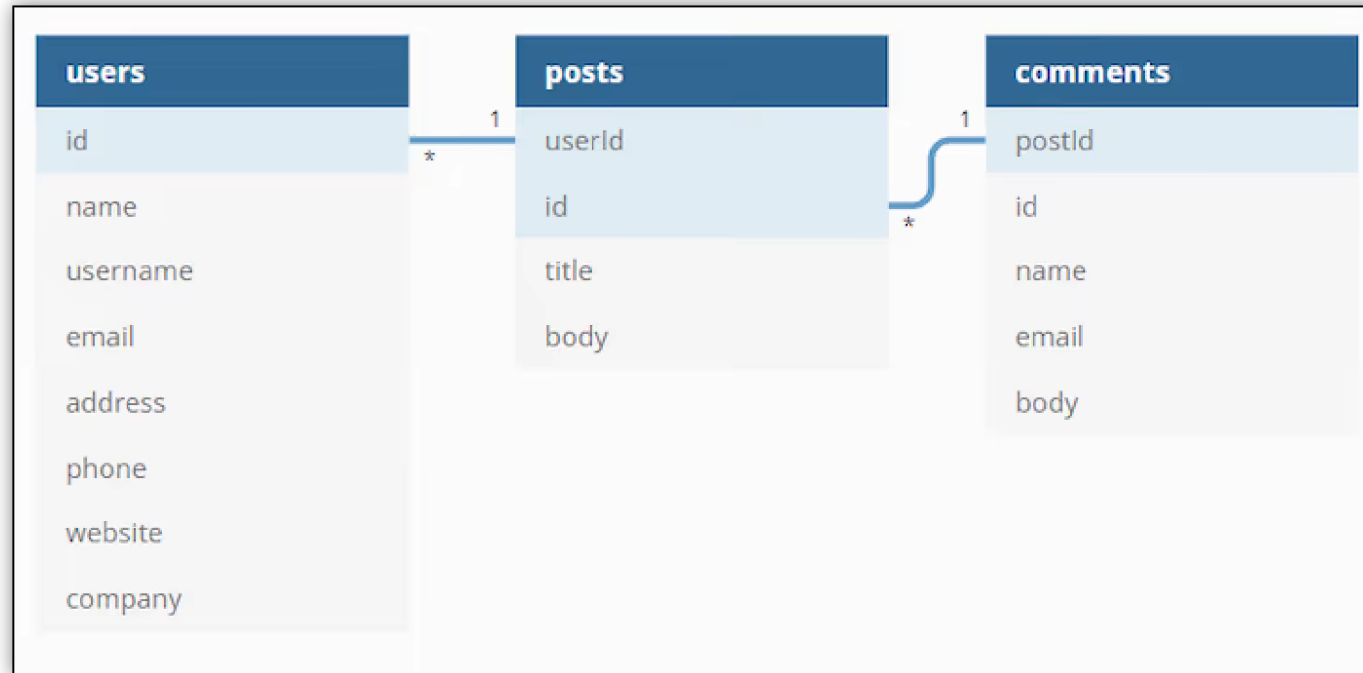 users
id
name
username
email
address
phone
website
company
1
*
posts
userId
id
title
body
1
*
comments
postId
id
name
email
body